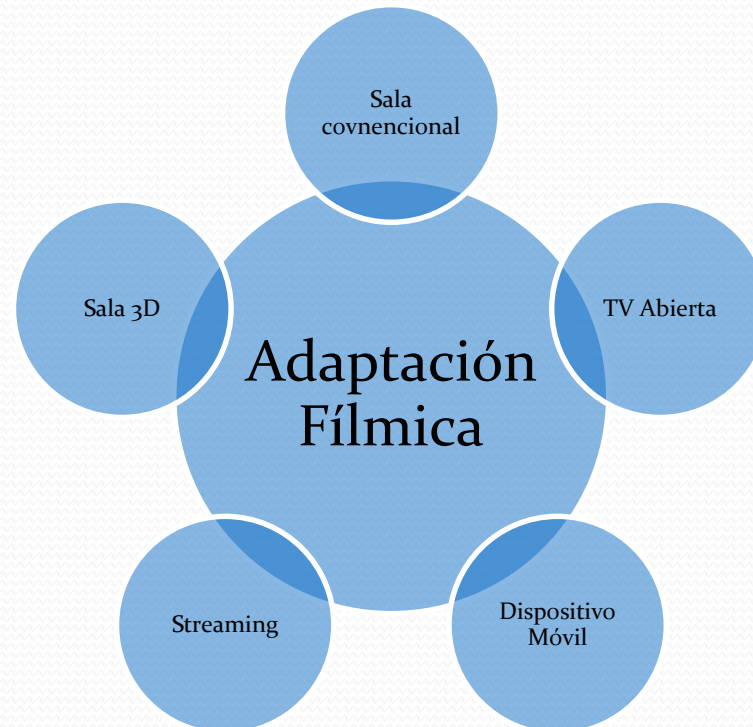 Sala
covnencional
Sala 3D
TV Abierta
Adaptación
Fílmica
Streaming
Dispositivo
Móvil